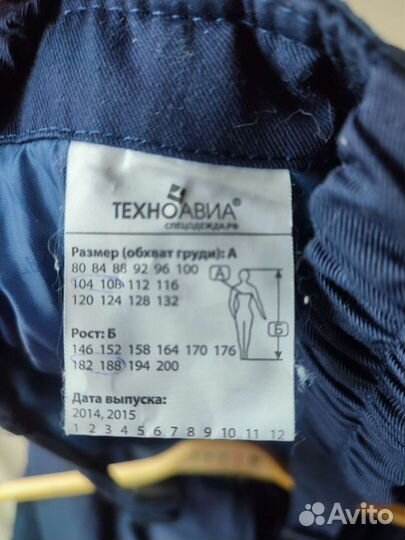 ТЕХНОАВИА®
СПЕЦОДЕЖДА.РФ
Размер (обхват груди): А
80 84 88 92 96 100
104 108 112 116
120 124 128 132
А
Рост: Б
146 152 158 164 170 176
182 188 194 200
Б
Дата выпуска:
2014, 2015
1 2 3 4 5 6 7 8 9 10 11 12
Avito